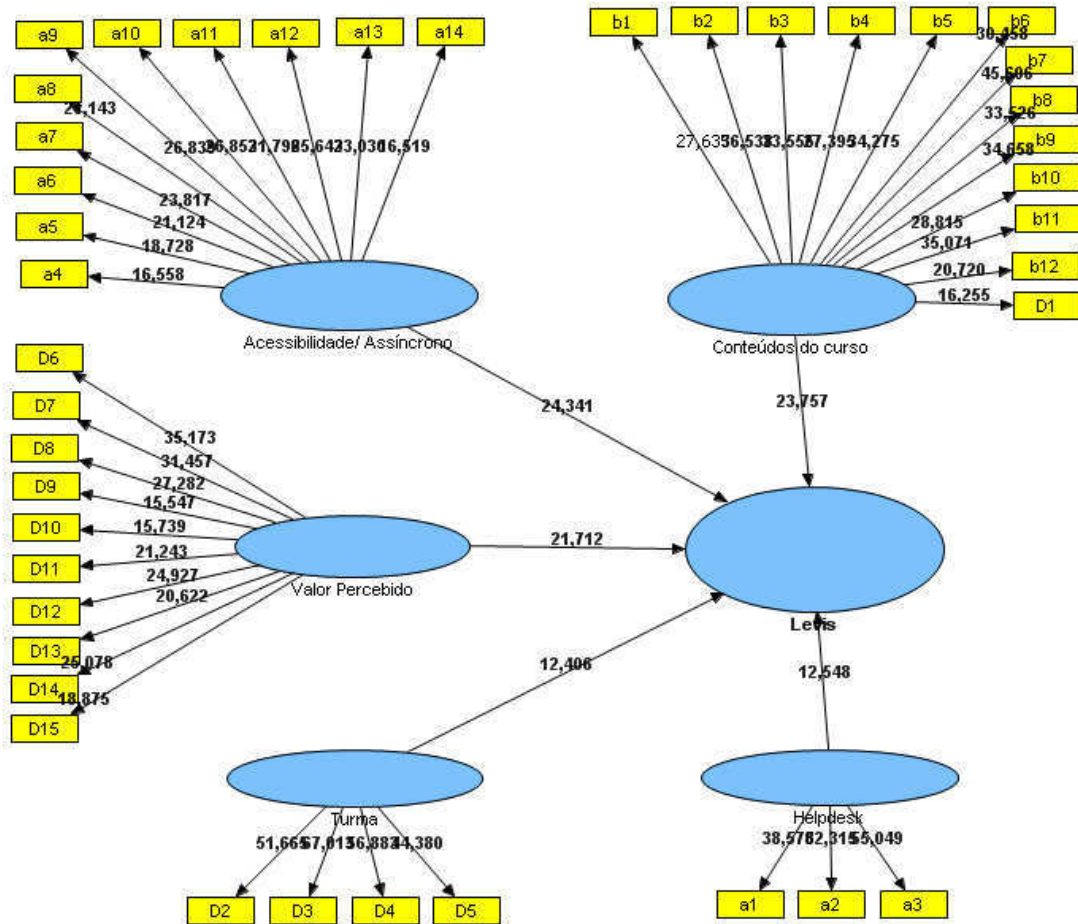 a9 a10 a11 a12 a13 a14
b1 b2 b3 b4 b5 b6
30,458
b7
45,606
a8
b8
33,526
a7
b9
34,658
a6
b10
a5
b11
a4
b12
D1
16,519
34,275
23,817
21,124
18,728
16,558
28,815
35,071
20,720
16,255
Acessibilidade/ Assíncrono
Conteúdos do curso
24,341
23,757
D6
D7
D8
D9
D10
D11
D12
D13
D14
D15
35,173
31,457
27,282
15,547
15,739
21,243
24,927
20,622
25,078
18,875
Valor Percebido
21,712
Levis
12,406
12,548
Turma
Helpdesk
51,665
44,380
55,049
D2 D3 D4 D5
a1 a2 a3